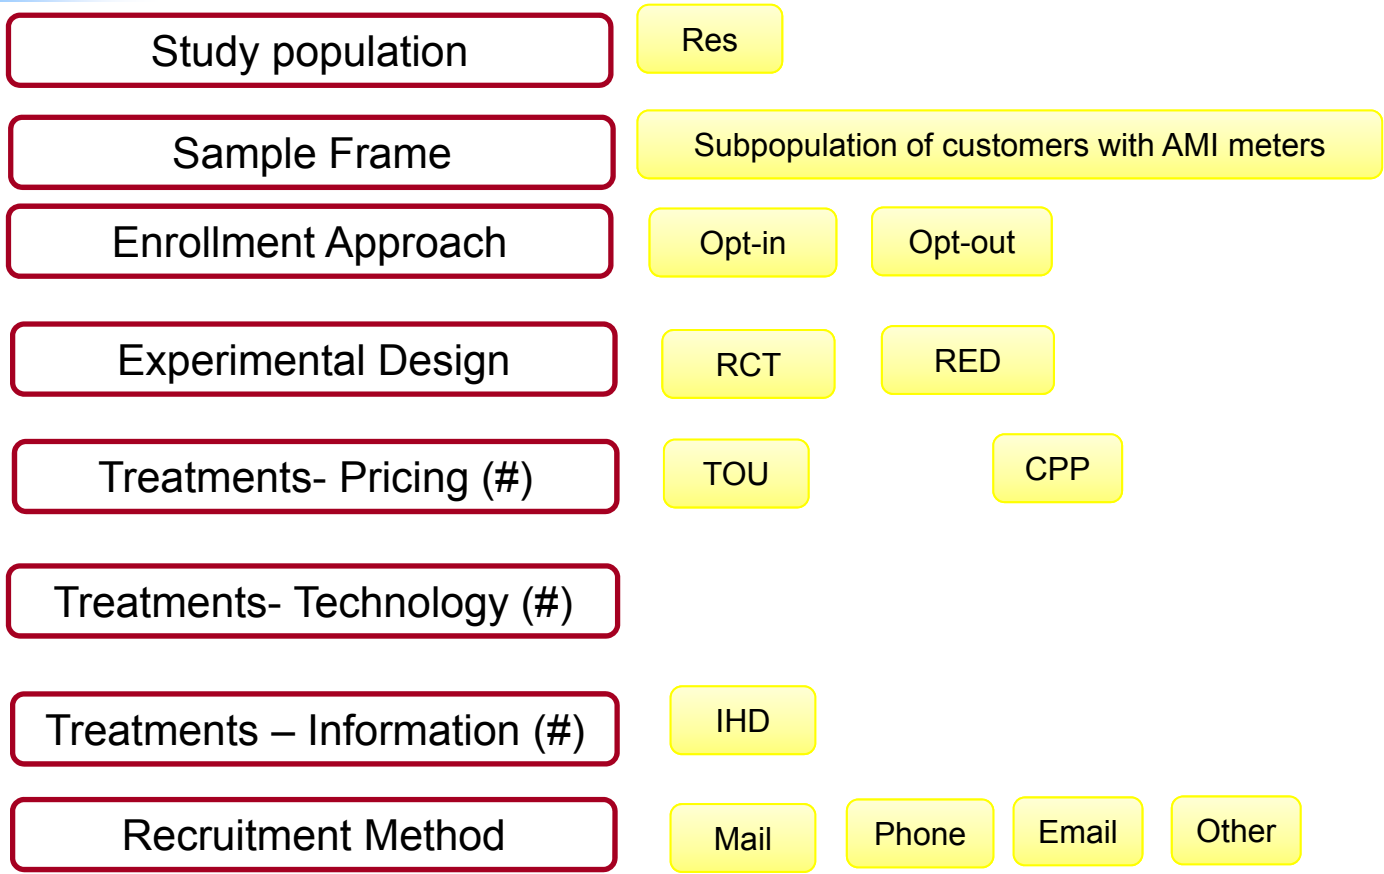 Study population
Res
Sample Frame
Subpopulation of customers with AMI meters
Enrollment Approach
Opt-in
Opt-out
Experimental Design
RCT
RED
Treatments- Pricing (#)
TOU
CPP
Treatments- Technology (#)
Treatments – Information (#)
IHD
Recruitment Method
Mail
Phone
Email
Other